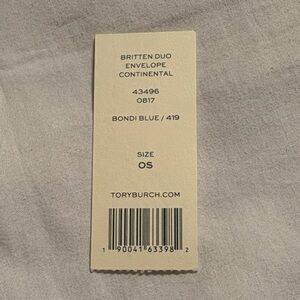 BRITTEN DUO
ENVELOPE
CONTINENTAL
43496
0817
BONDI BLUE / 419
SIZE
OS
TORYBURCH.COM
1 90041 63398 2